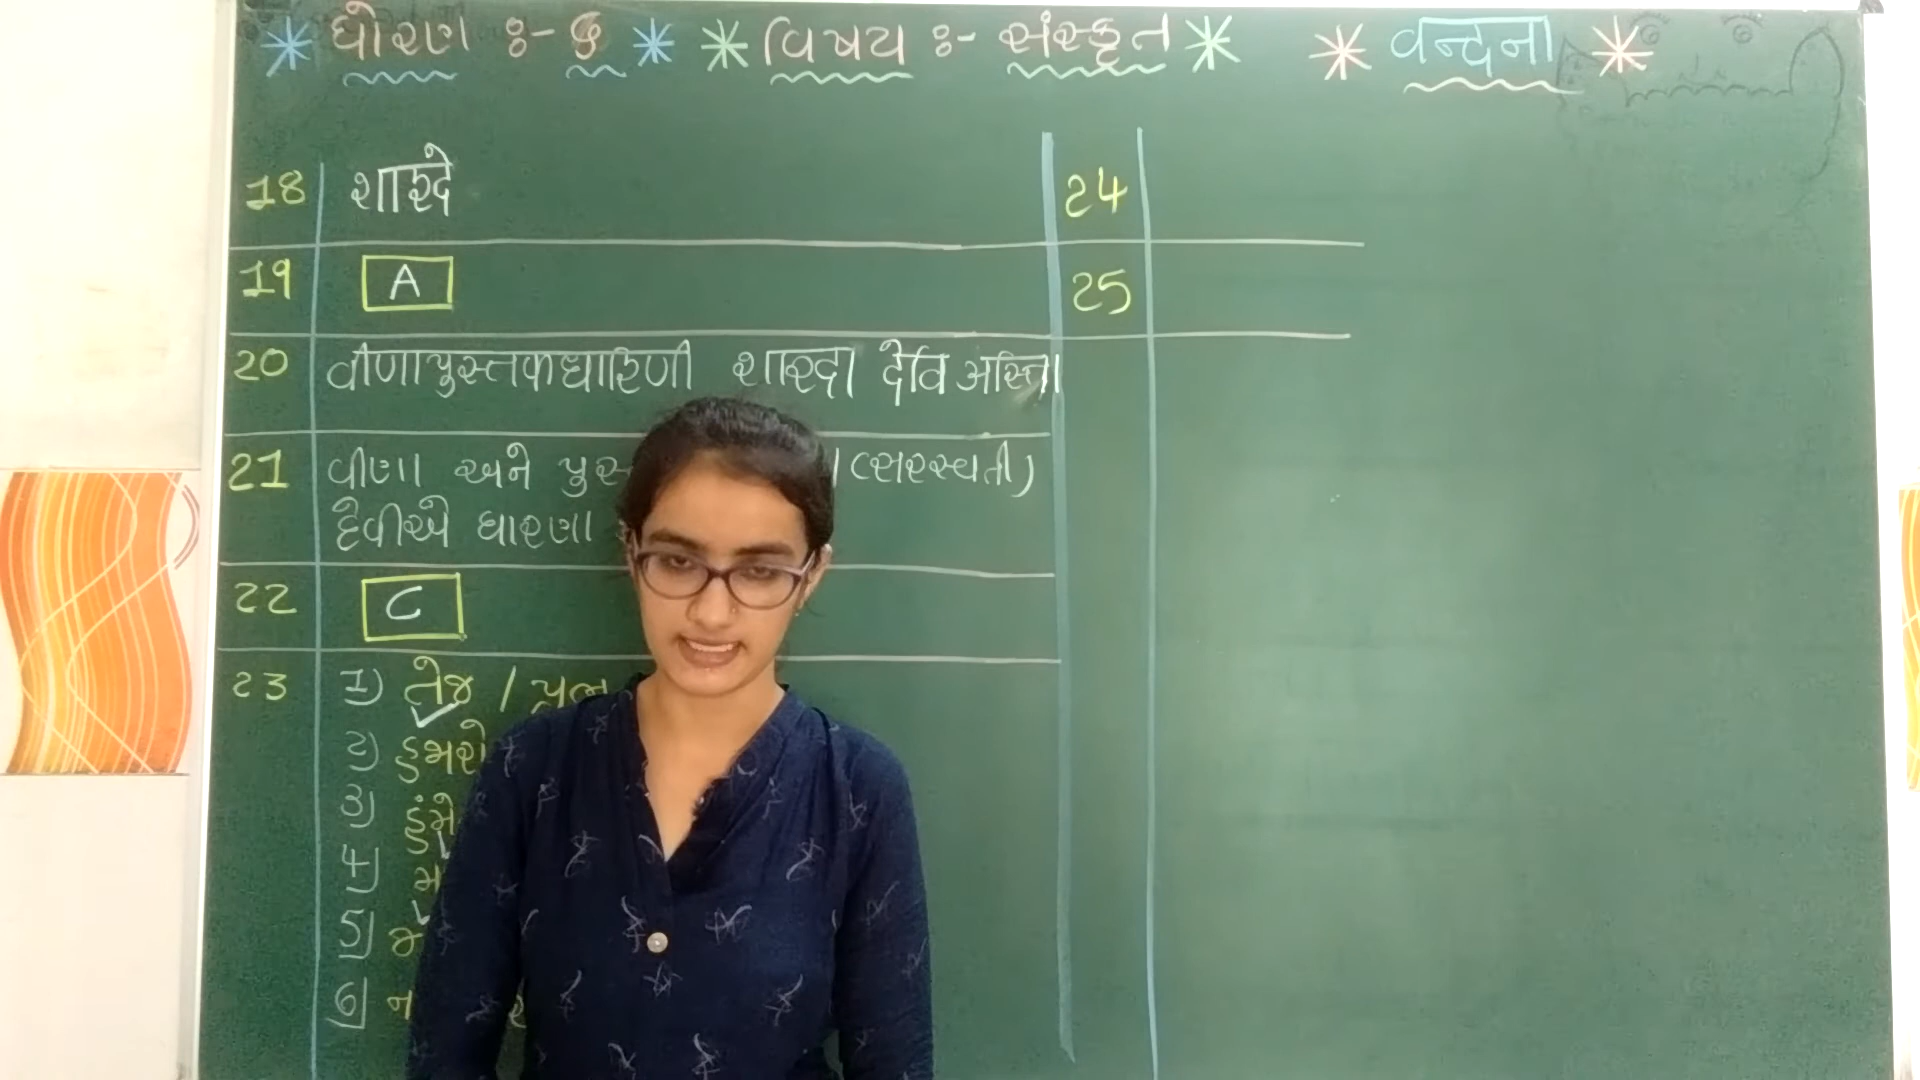 * ધોરણ :- ૬ * * વિષય :- સંસ્કૃત * * वन्दना *
18 शारदे
19 A
20 वीणापुस्तकधारिणी शारदा देवि अस्ति।
21 વીણા અને (સરસ્વતી)
દેવીએ ધારણા
22 C
23 1) તેજ /
2)
3)
4)
5)
6)
24
25